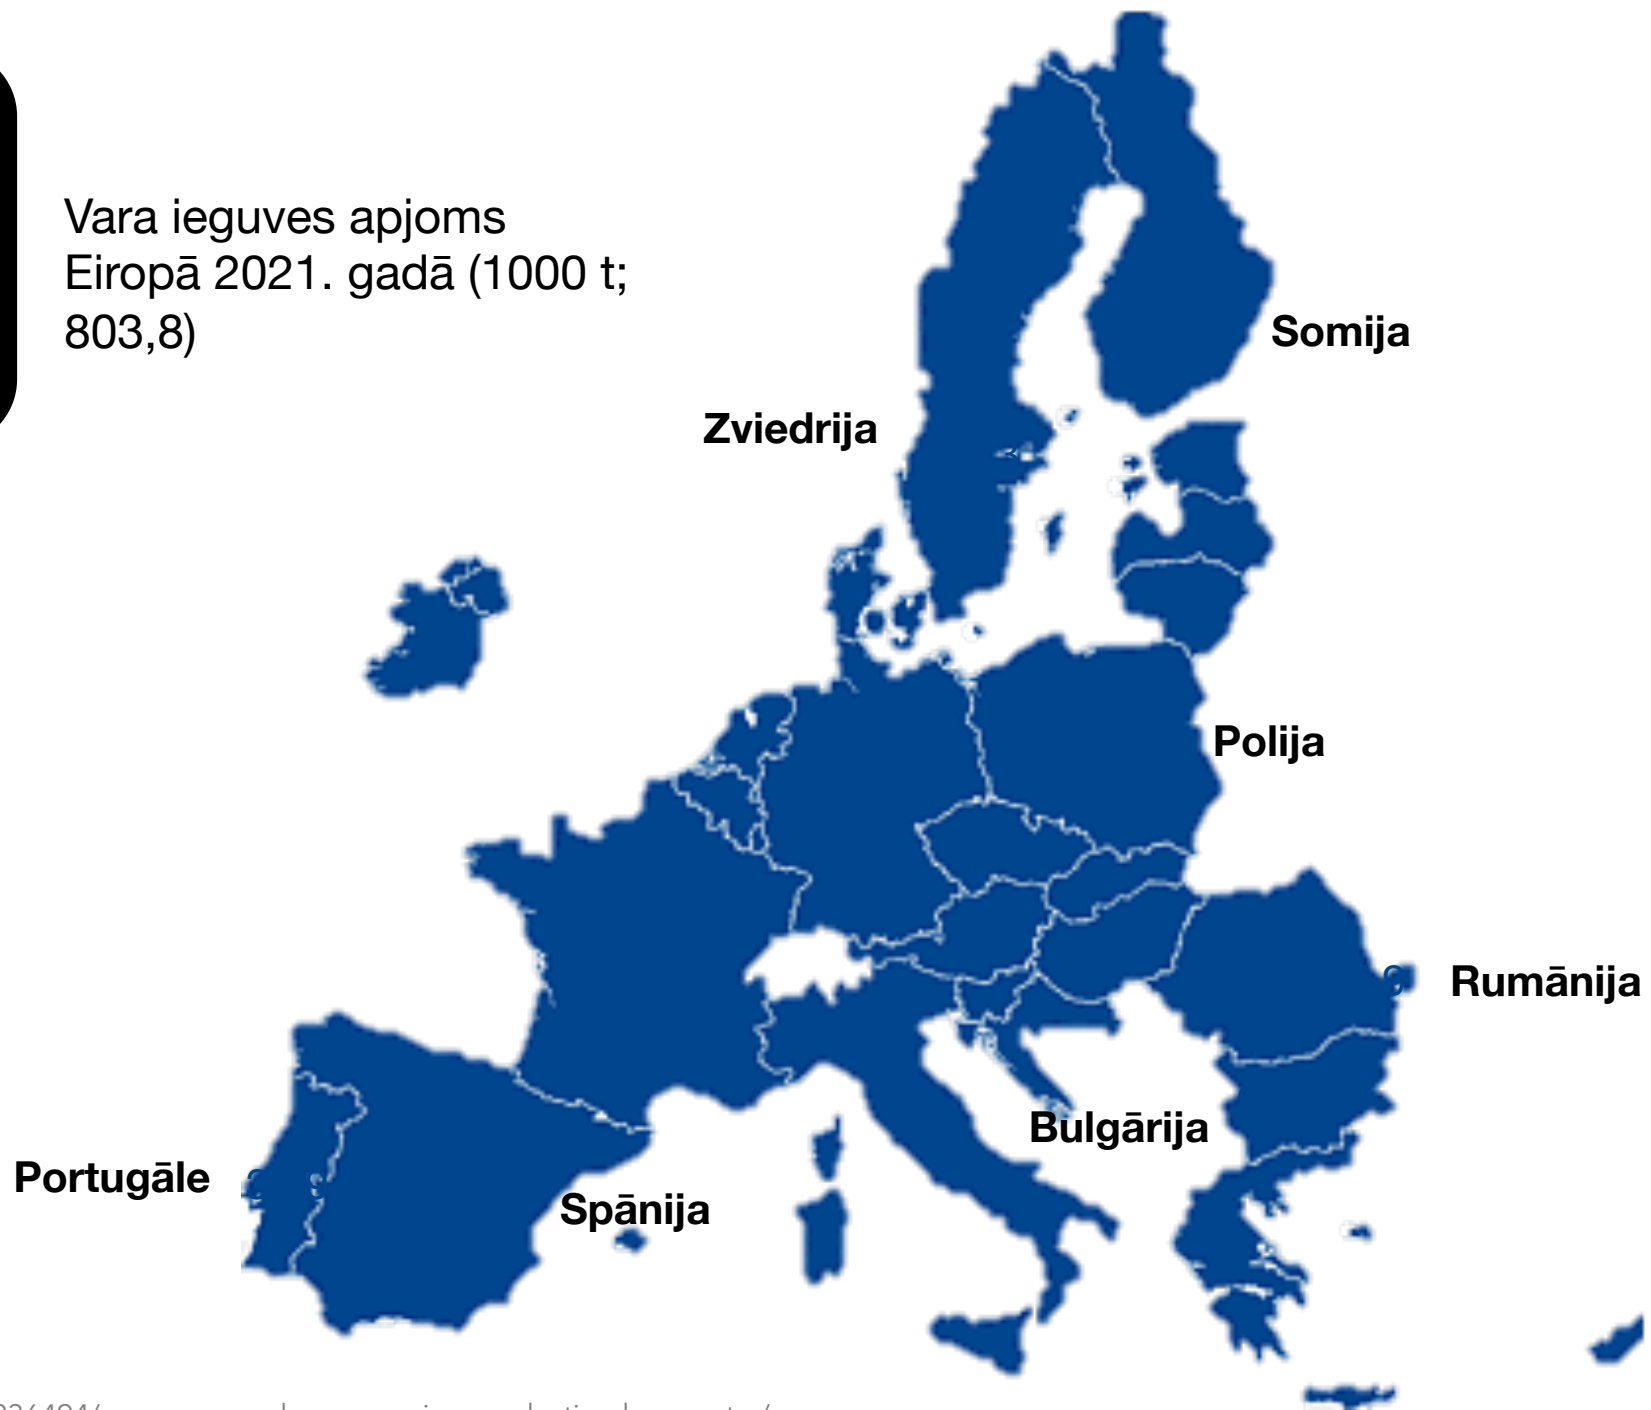 Vara ieguves apjoms
Eiropā 2021. gadā (1000 t;
803,8)
Somija
Zviedrija
Polija
Rumānija
Bulgārija
Portugāle
Spānija